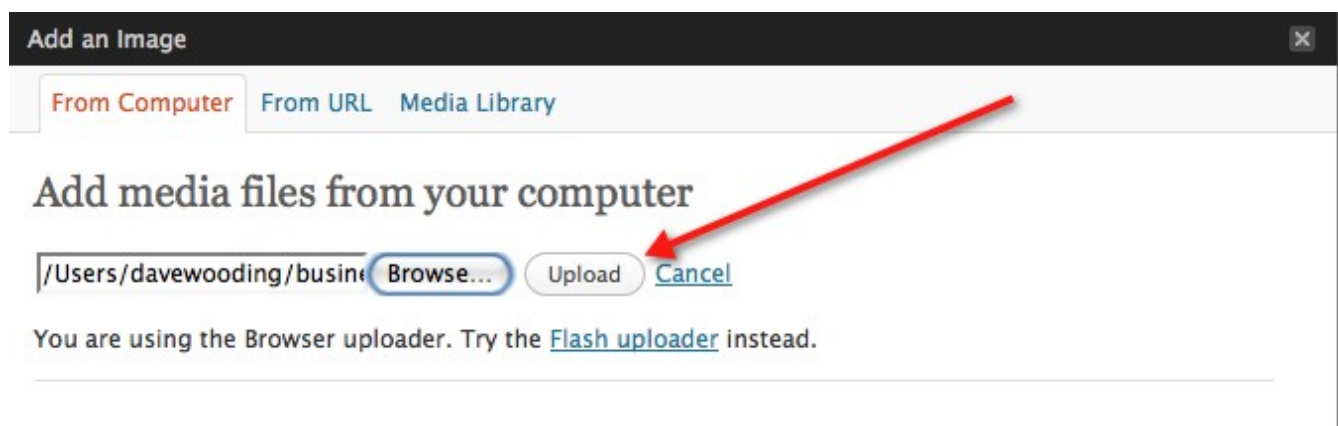 Add an Image
From Computer From URL Media Library
Add media files from your computer
/Users/davewooding/busine Browse... Upload Cancel
You are using the Browser uploader. Try the Flash uploader instead.